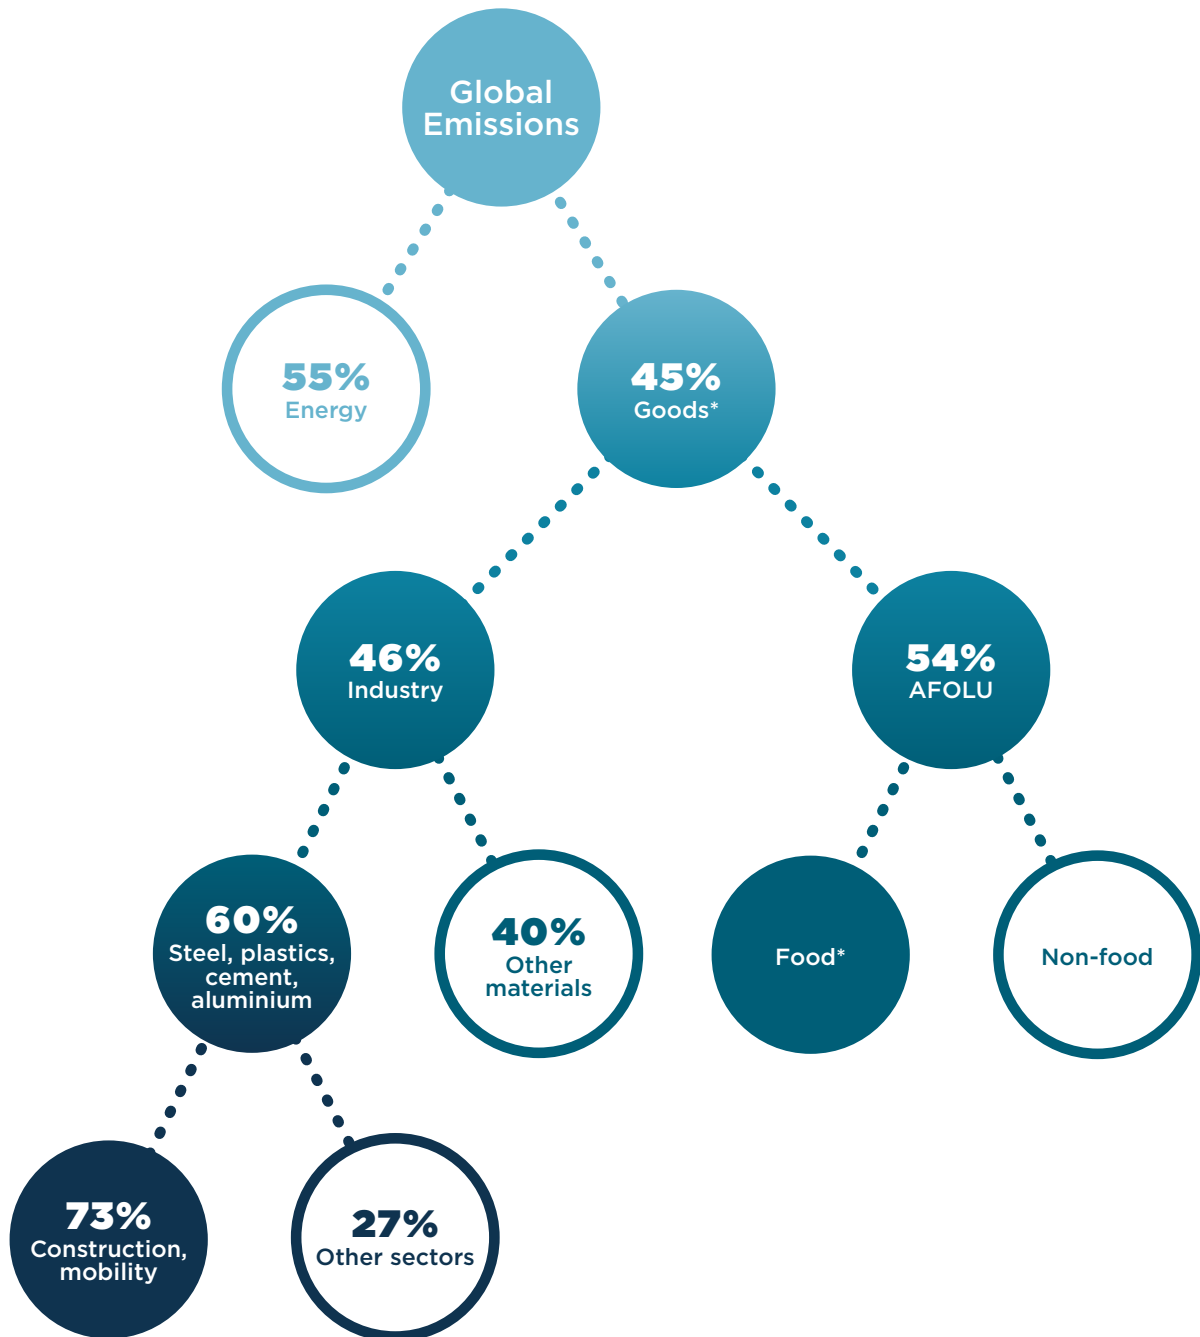 Global
Emissions
55%
Energy
45%
Goods*
46%
Industry
54%
AFOLU
60%
Steel, plastics,
cement,
aluminium
40%
Other
materials
Food*
Non-food
73%
Construction,
mobility
27%
Other sectors